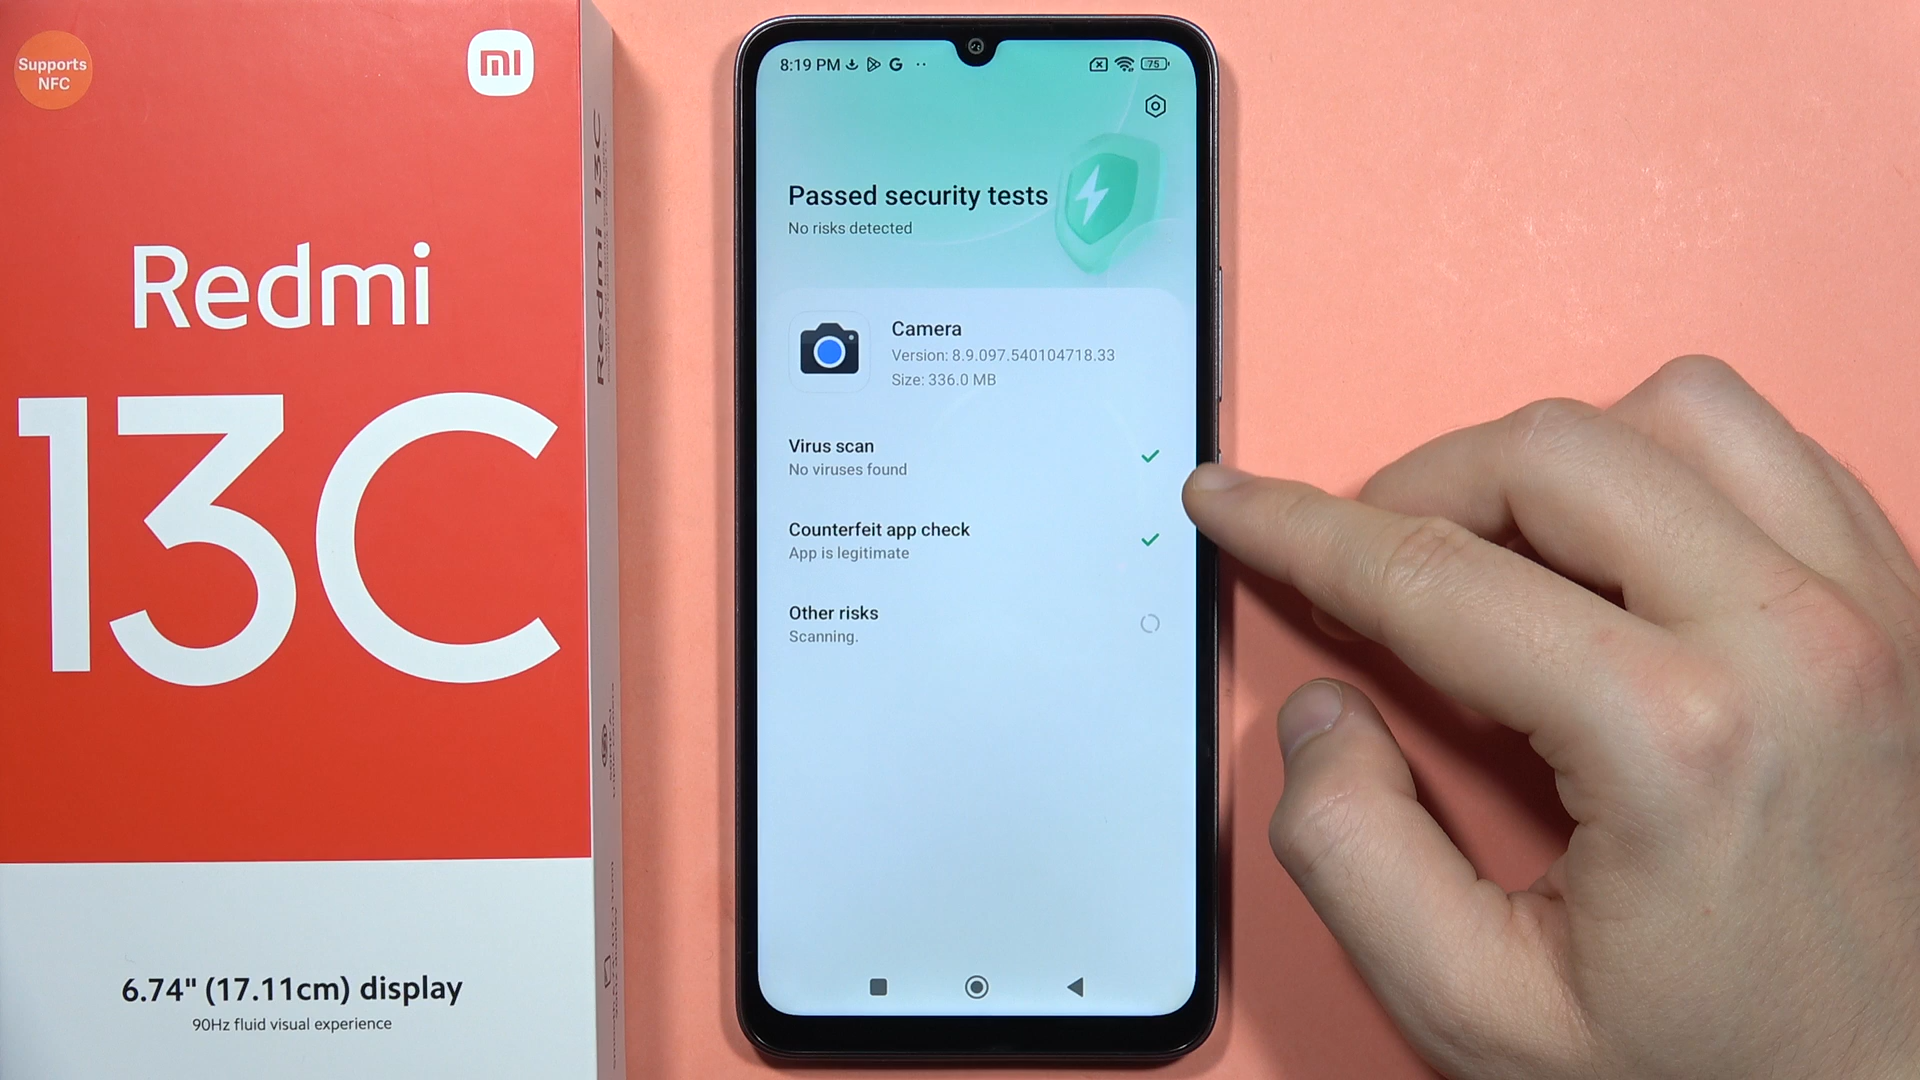 Supports
NFC
Redmi
13C
6.74" (17.11cm) display
90Hz fluid visual experience
Redmi 13C
8:19 PM
75
Passed security tests
No risks detected
Camera
Version: 8.9.097.540104718.33
Size: 336.0 MB
Virus scan
No viruses found
Counterfeit app check
App is legitimate
Other risks
Scanning.